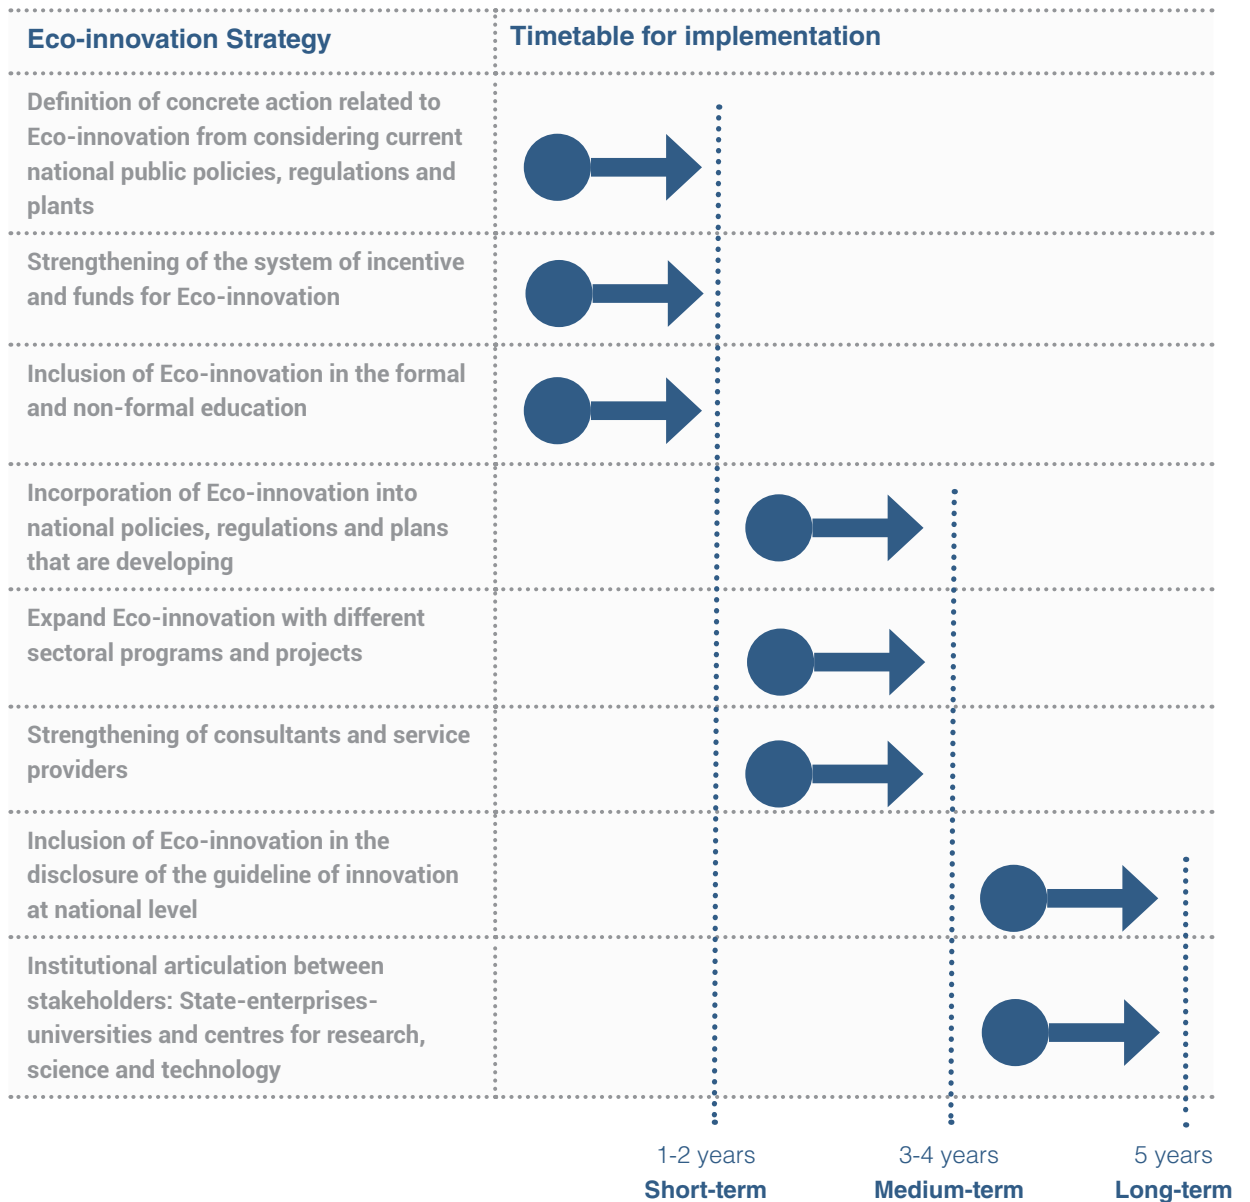 Eco-innovation Strategy
Timetable for implementation
Definition of concrete action related to
Eco-innovation from considering current
national public policies, regulations and
plants
Strengthening of the system of incentive
and funds for Eco-innovation
Inclusion of Eco-innovation in the formal
and non-formal education
Incorporation of Eco-innovation into
national policies, regulations and plans
that are developing
Expand Eco-innovation with different
sectoral programs and projects
Strengthening of consultants and service
providers
Inclusion of Eco-innovation in the
disclosure of the guideline of innovation
at national level
Institutional articulation between
stakeholders: State-enterprises-
universities and centres for research,
science and technology
1-2 years
Short-term
3-4 years
Medium-term
5 years
Long-term